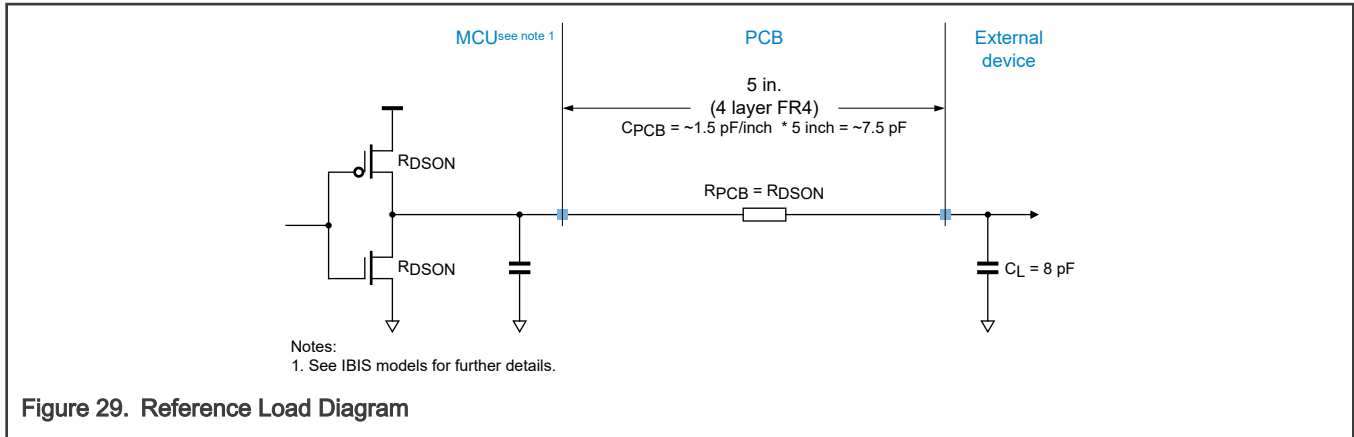 MCUsee note 1
PCB
External
device
5 in.
(4 layer FR4)
CPCB = ~1.5 pF/inch * 5 inch = ~7.5 pF
RDSON
RPCB = RDSON
RDSON
CL = 8 pF
Notes:
1. See IBIS models for further details.
Figure 29. Reference Load Diagram